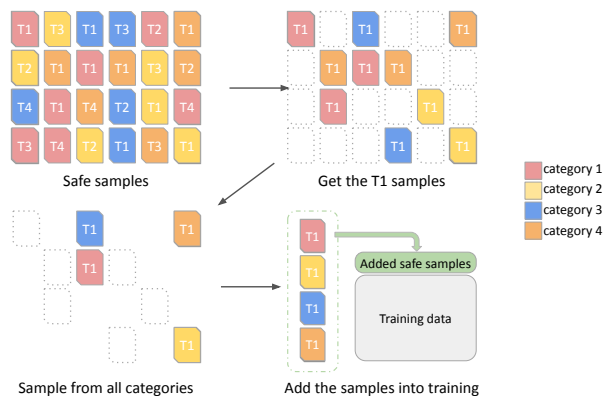 T1 T3 T1 T3 T2 T1
T2 T1 T1 T1 T3 T2
T4 T1 T4 T2 T1 T4
T3 T4 T2 T1 T3 T1
Safe samples
T1 T1 T1
T1 T1 T1
T1 T1
T1 T1
Get the T1 samples
category 1
category 2
category 3
category 4
T1 T1
T1
T1
Sample from all categories
T1
T1
T1
T1
Added safe samples
Training data
Add the samples into training